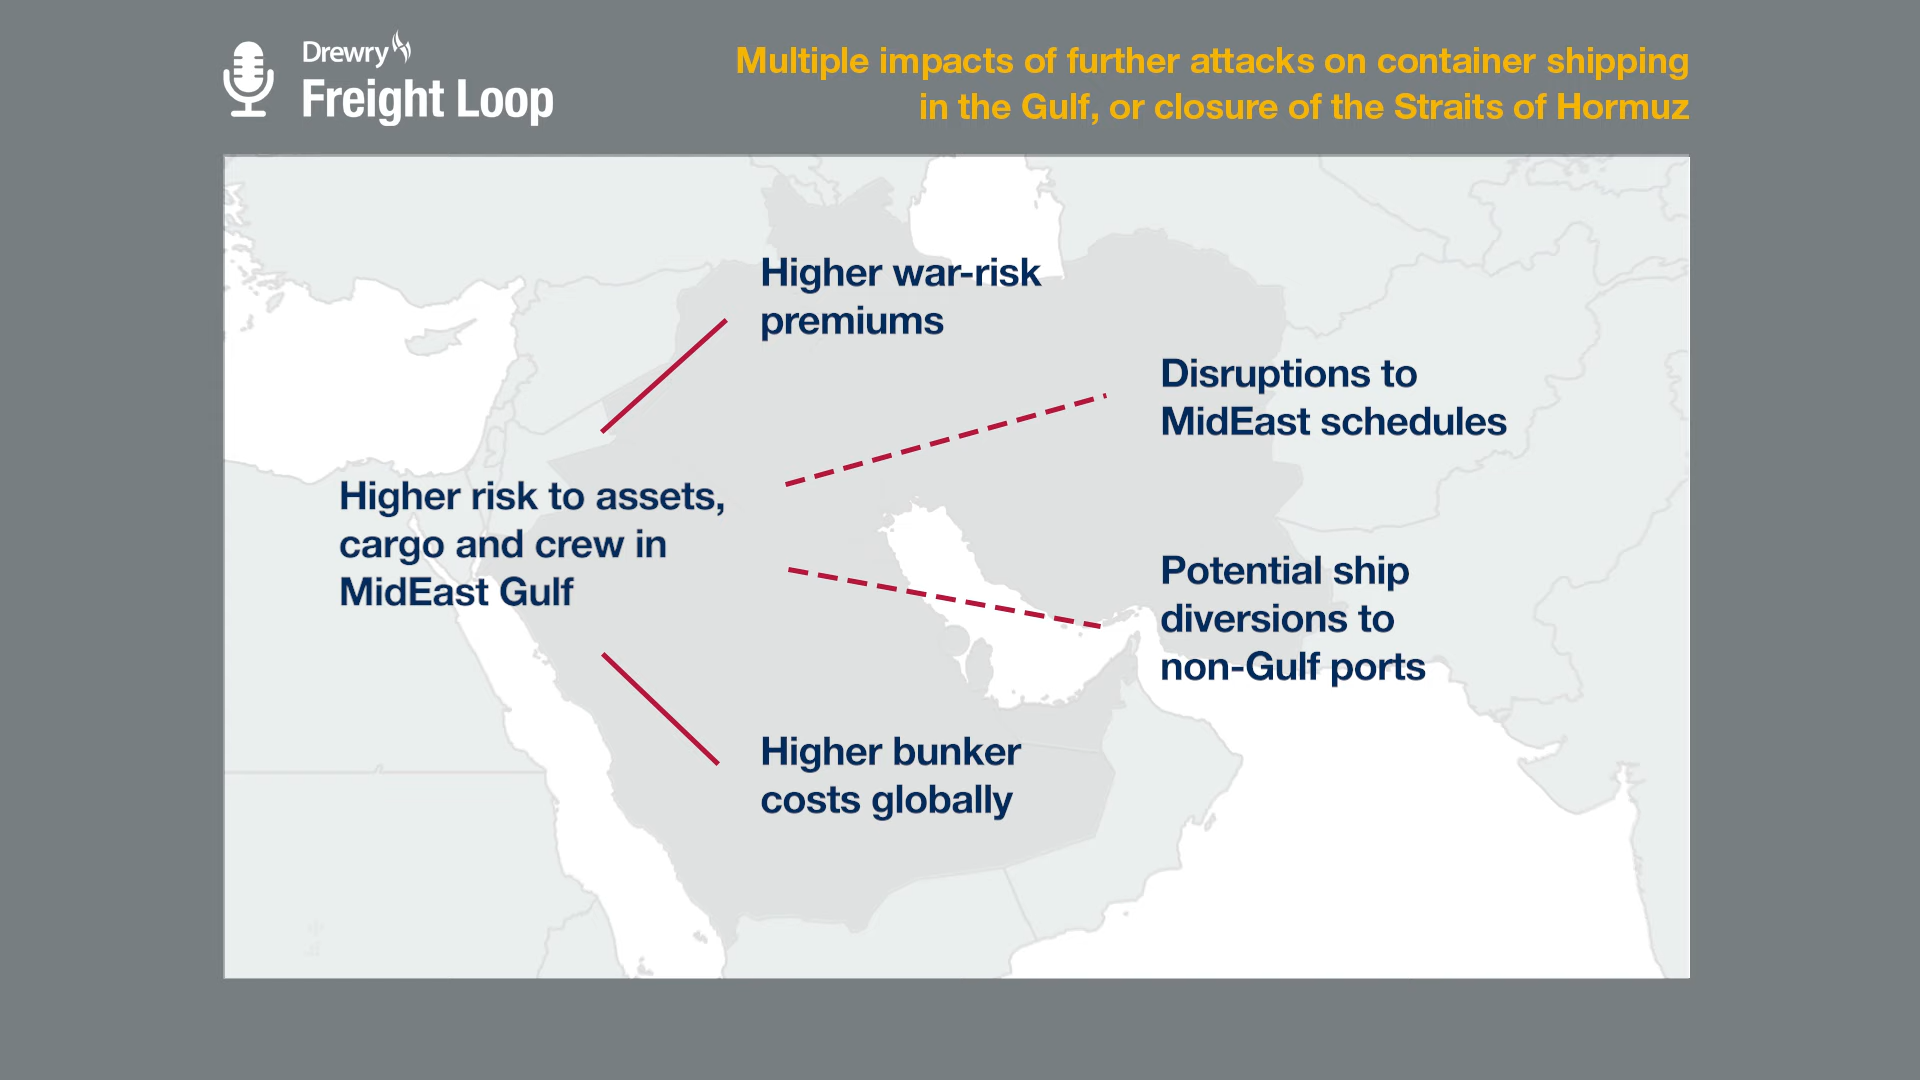 Drewry
Freight Loop
Multiple impacts of further attacks on container shipping
in the Gulf, or closure of the Straits of Hormuz
Higher war-risk
premiums
Disruptions to
MidEast schedules
Higher risk to assets,
cargo and crew in
MidEast Gulf
Potential ship
diversions to
non-Gulf ports
Higher bunker
costs globally